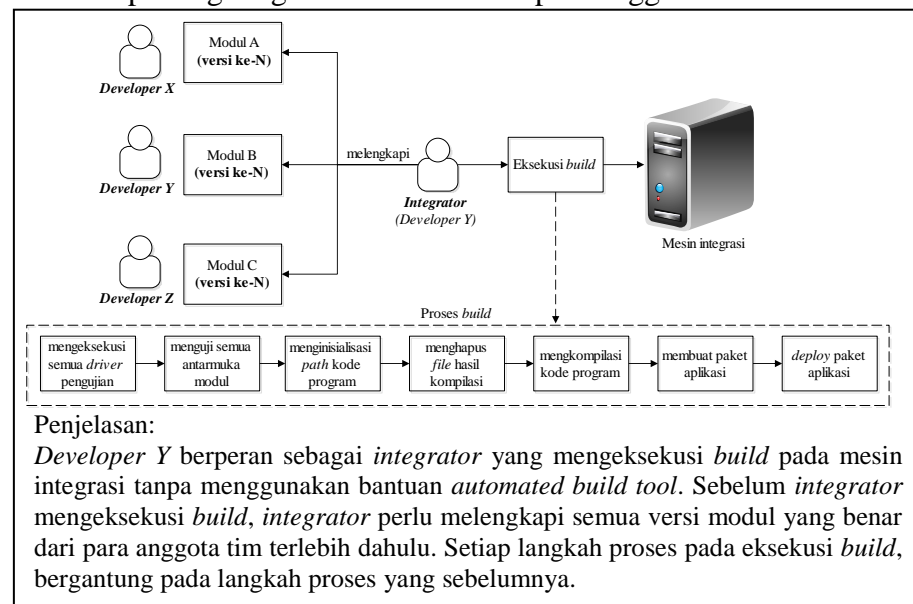 Modul A
(versi ke-N)
Developer X
Modul B
(versi ke-N)
Developer Y
Modul C
(versi ke-N)
Developer Z
melengkapi
Integrator
(Developer Y)
Eksekusi build
Mesin integrasi
Proses build
mengeksekusi
semua driver
pengujian
menguji semua
antarmuka
modul
menginisialisasi
path kode
program
menghapus
file hasil
kompilasi
mengkompilasi
kode program
membuat paket
aplikasi
deploy paket
aplikasi
Penjelasan:
Developer Y berperan sebagai integrator yang mengeksekusi build pada mesin
integrasi tanpa menggunakan bantuan automated build tool. Sebelum integrator
mengeksekusi build, integrator perlu melengkapi semua versi modul yang benar
dari para anggota tim terlebih dahulu. Setiap langkah proses pada eksekusi build,
bergantung pada langkah proses yang sebelumnya.